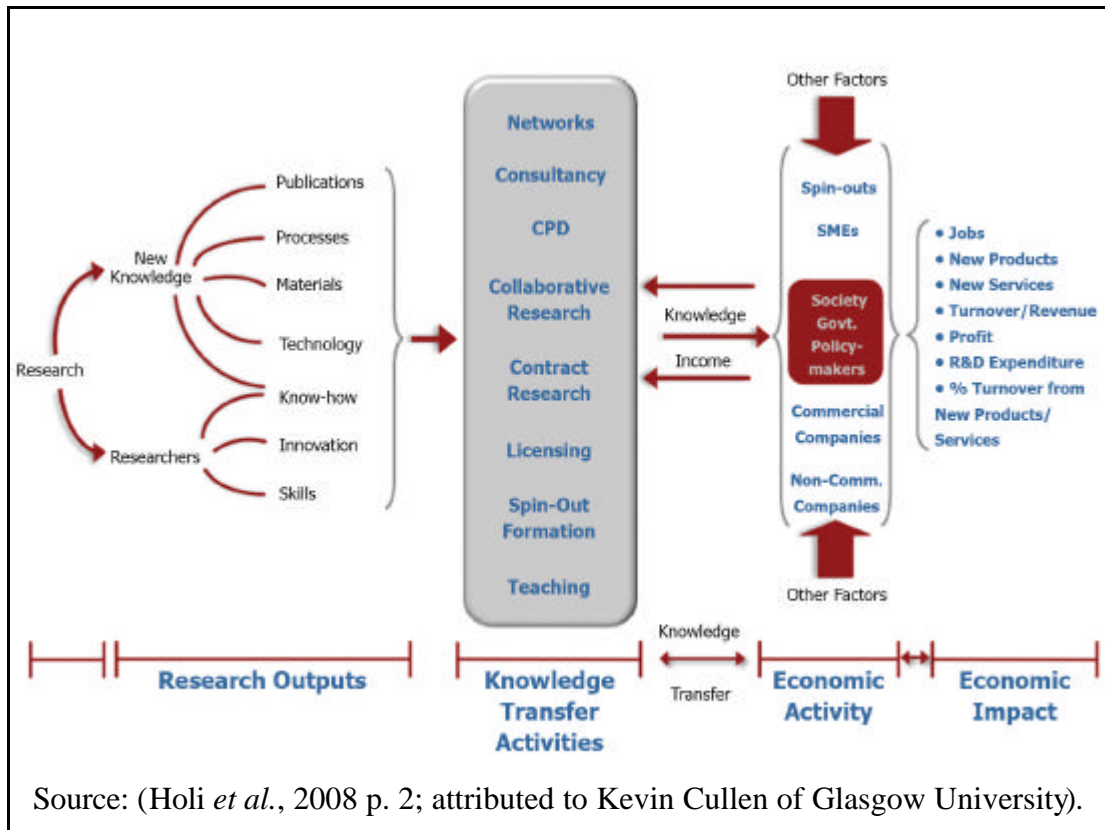 Research
New
Knowledge
Researchers
Publications
Processes
Materials
Technology
Know-how
Innovation
Skills
Networks
Consultancy
CPD
Collaborative
Research
Contract
Research
Licensing
Spin-Out
Formation
Teaching
Knowledge
Income
Other Factors
Spin-outs
SMEs
Society
Govt.
Policy-
makers
Commercial
Companies
Non-Comm.
Companies
Other Factors
• Jobs
• New Products
• New Services
• Turnover/Revenue
• Profit
• R&D Expenditure
• % Turnover from
New Products/
Services
Research Outputs
Knowledge
Transfer
Activities
Knowledge
Transfer
Economic
Activity
Economic
Impact
Source: (Holi et al., 2008 p. 2; attributed to Kevin Cullen of Glasgow University).